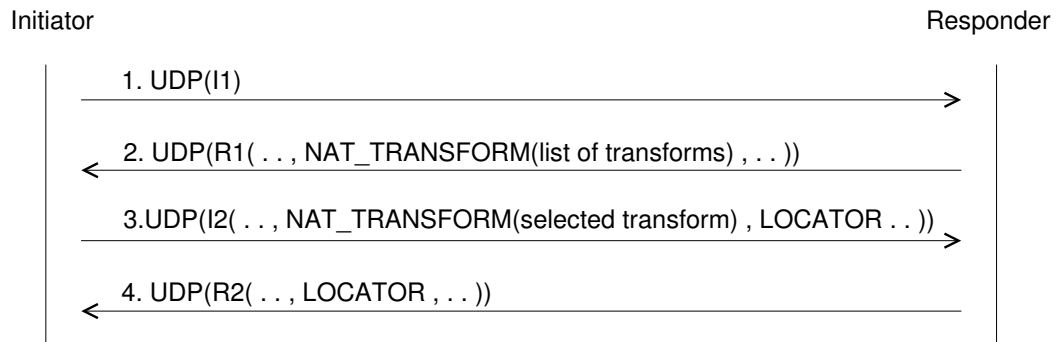 Initiator Responder
1. UDP(I1)
2. UDP(R1( . . , NAT_TRANSFORM(list of transforms) , . . ))
3.UDP(I2( . . , NAT_TRANSFORM(selected transform) , LOCATOR . . ))
4. UDP(R2( . . , LOCATOR , . . ))